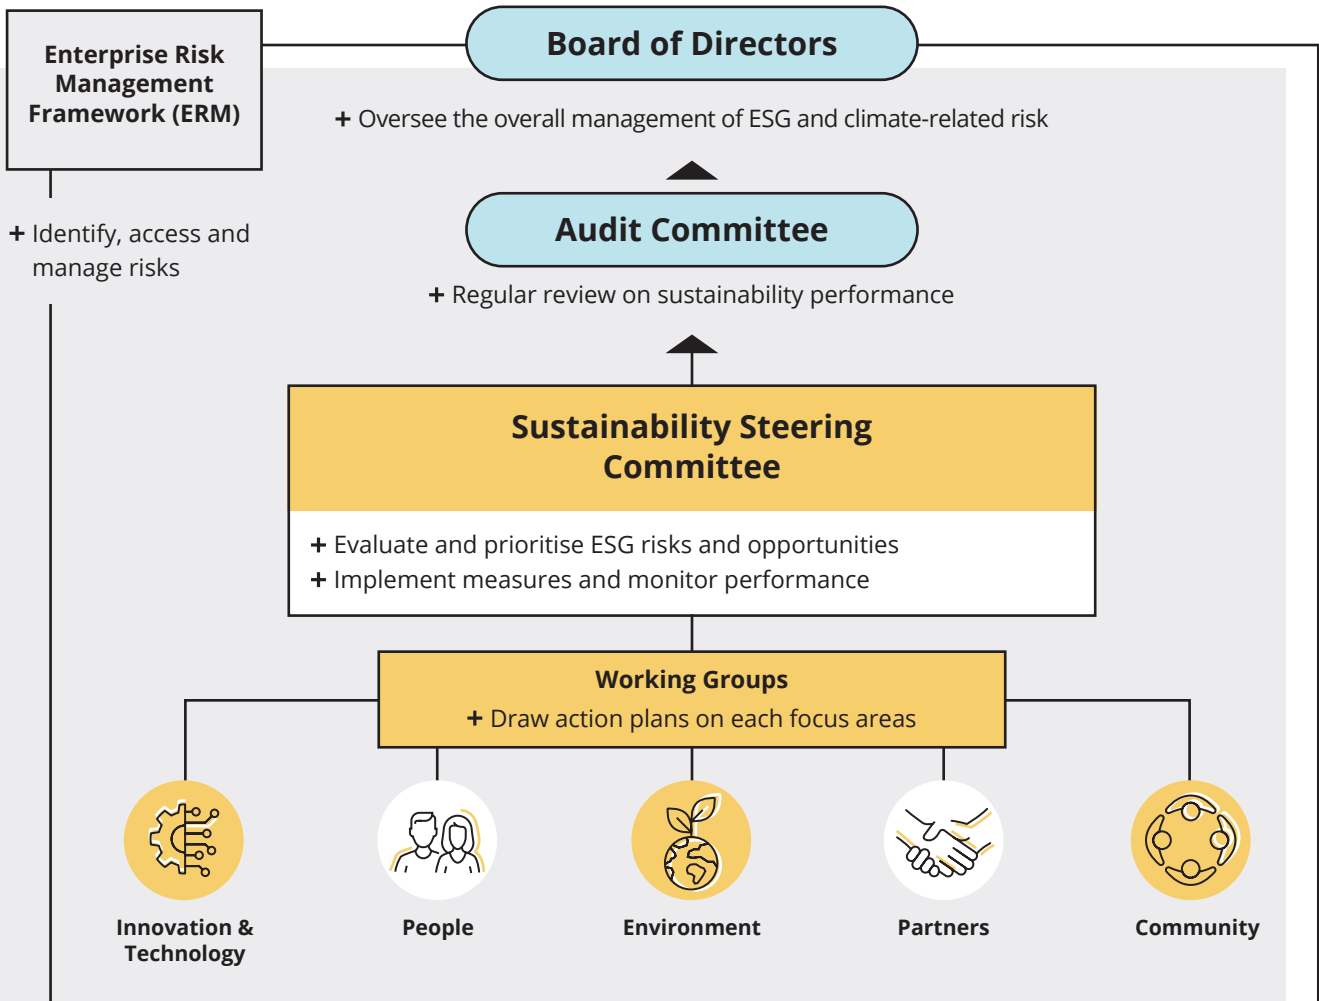 Enterprise Risk
Management
Framework (ERM)
+ Identify, access and
manage risks
Board of Directors
+ Oversee the overall management of ESG and climate-related risk
Audit Committee
+ Regular review on sustainability performance
Sustainability Steering
Committee
+ Evaluate and prioritise ESG risks and opportunities
+ Implement measures and monitor performance
Working Groups
+ Draw action plans on each focus areas
Innovation &
Technology
People
Environment
Partners
Community